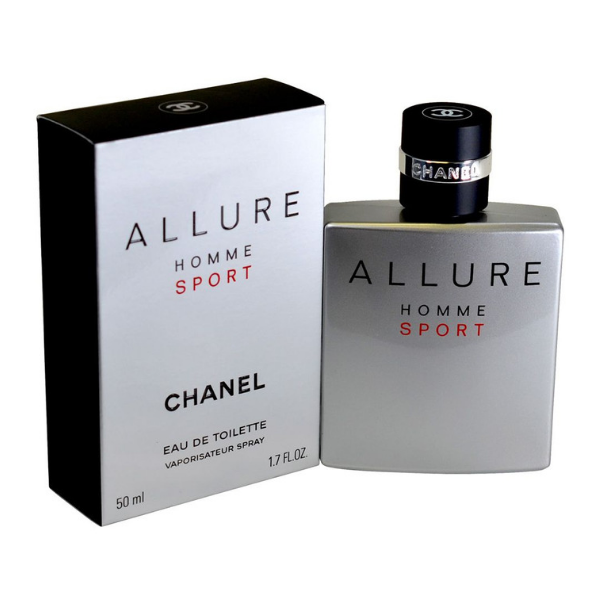 ALLURE
HOMME
SPORT
CHANEL
EAU DE TOILETTE
VAPORISATEUR SPRAY
50 ml
1.7 FL.OZ.
CHANEL
ALLURE
HOMME
SPORT